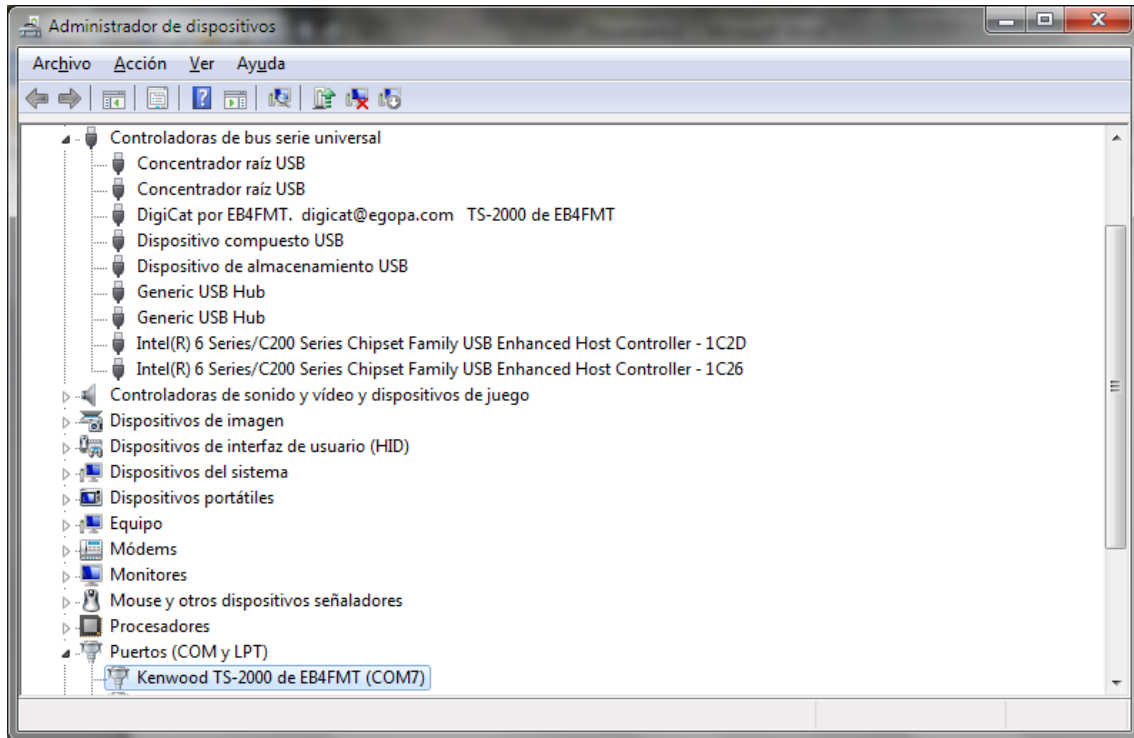 Administrador de dispositivos
Archivo Acción Ver Ayuda
Controladoras de bus serie universal
Concentrador raíz USB
Concentrador raíz USB
DigiCat por EB4FMT. digicat@egopa.com TS-2000 de EB4FMT
Dispositivo compuesto USB
Dispositivo de almacenamiento USB
Generic USB Hub
Generic USB Hub
Intel(R) 6 Series/C200 Series Chipset Family USB Enhanced Host Controller - 1C2D
Intel(R) 6 Series/C200 Series Chipset Family USB Enhanced Host Controller - 1C26
Controladoras de sonido y vídeo y dispositivos de juego
Dispositivos de imagen
Dispositivos de interfaz de usuario (HID)
Dispositivos del sistema
Dispositivos portátiles
Equipo
Módems
Monitores
Mouse y otros dispositivos señaladores
Procesadores
Puertos (COM y LPT)
Kenwood TS-2000 de EB4FMT (COM7)